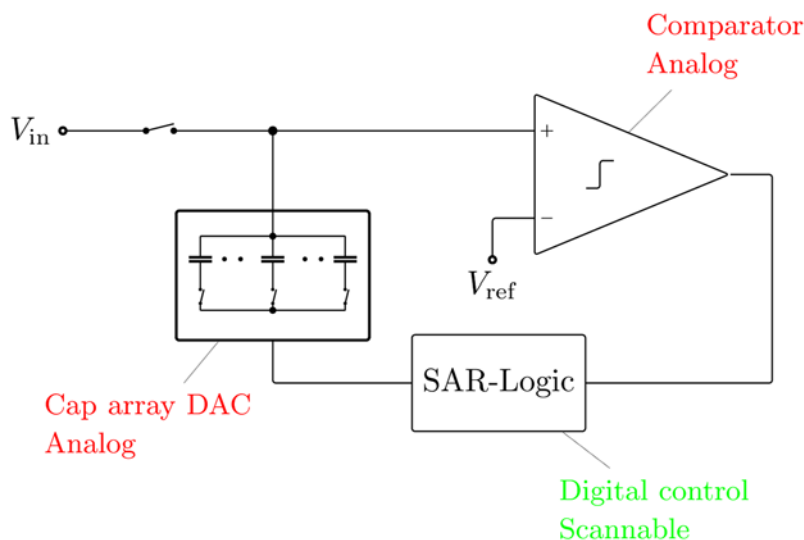 Comparator
Analog
V_in
+
−
V_ref
SAR-Logic
Cap array DAC
Analog
Digital control
Scannable